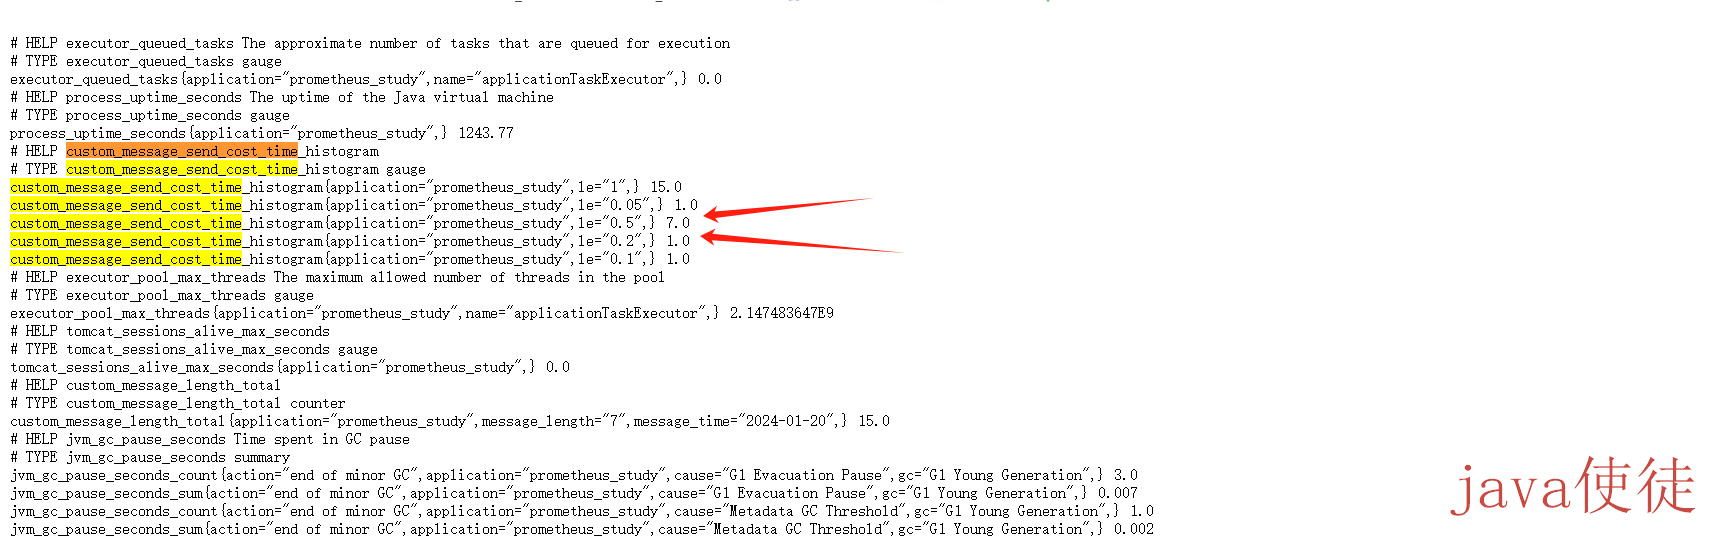 # HELP executor_queued_tasks The approximate number of tasks that are queued for execution
# TYPE executor_queued_tasks gauge
executor_queued_tasks{application="prometheus_study",name="applicationTaskExecutor",} 0.0
# HELP process_uptime_seconds The uptime of the Java virtual machine
# TYPE process_uptime_seconds gauge
process_uptime_seconds{application="prometheus_study",} 1243.77
# HELP custom_message_send_cost_time_histogram
# TYPE custom_message_send_cost_time_histogram gauge
custom_message_send_cost_time_histogram{application="prometheus_study",le="1",} 15.0
custom_message_send_cost_time_histogram{application="prometheus_study",le="0.05",} 1.0
custom_message_send_cost_time_histogram{application="prometheus_study",le="0.5",} 7.0
custom_message_send_cost_time_histogram{application="prometheus_study",le="0.2",} 1.0
custom_message_send_cost_time_histogram{application="prometheus_study",le="0.1",} 1.0
# HELP executor_pool_max_threads The maximum allowed number of threads in the pool
# TYPE executor_pool_max_threads gauge
executor_pool_max_threads{application="prometheus_study",name="applicationTaskExecutor",} 2.147483647E9
# HELP tomcat_sessions_alive_max_seconds
# TYPE tomcat_sessions_alive_max_seconds gauge
tomcat_sessions_alive_max_seconds{application="prometheus_study",} 0.0
# HELP custom_message_length_total
# TYPE custom_message_length_total counter
custom_message_length_total{application="prometheus_study",message_length="7",message_time="2024-01-20",} 15.0
# HELP jvm_gc_pause_seconds Time spent in GC pause
# TYPE jvm_gc_pause_seconds summary
jvm_gc_pause_seconds_count{action="end of minor GC",application="prometheus_study",cause="G1 Evacuation Pause",gc="G1 Young Generation",} 3.0
jvm_gc_pause_seconds_sum{action="end of minor GC",application="prometheus_study",cause="G1 Evacuation Pause",gc="G1 Young Generation",} 0.007
jvm_gc_pause_seconds_count{action="end of minor GC",application="prometheus_study",cause="Metadata GC Threshold",gc="G1 Young Generation",} 1.0
jvm_gc_pause_seconds_sum{action="end of minor GC",application="prometheus_study",cause="Metadata GC Threshold",gc="G1 Young Generation",} 0.002
java使徒